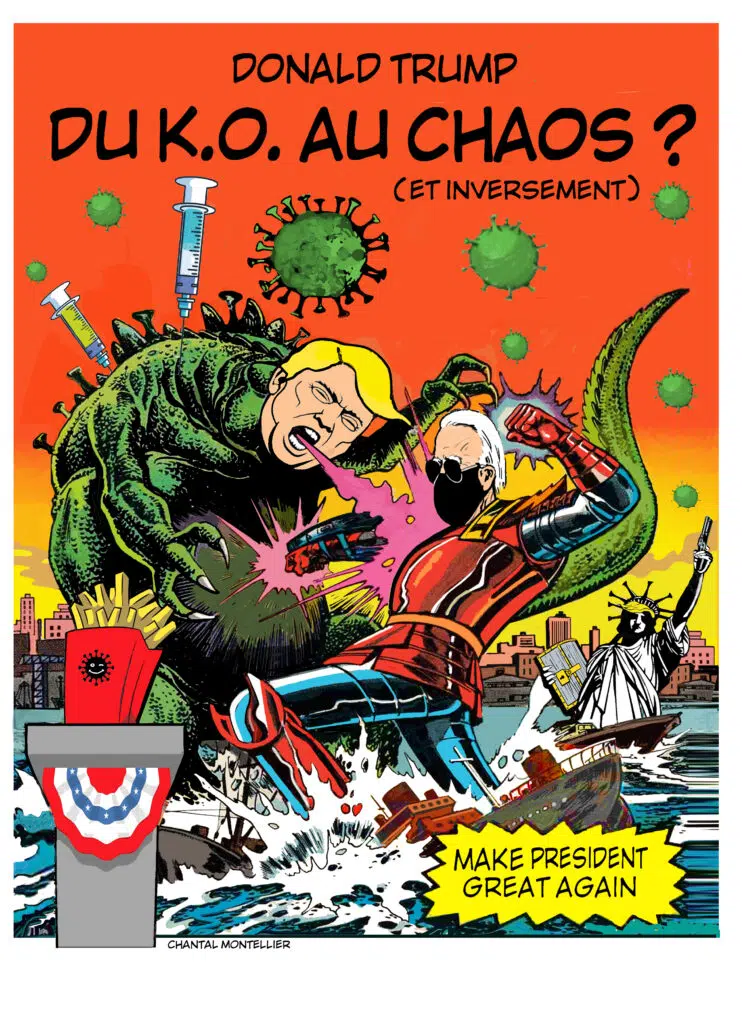 DONALD TRUMP
DU K.O. AU CHAOS ?
(ET INVERSEMENT)
MAKE PRESIDENT
GREAT AGAIN
CHANTAL MONTELLIER